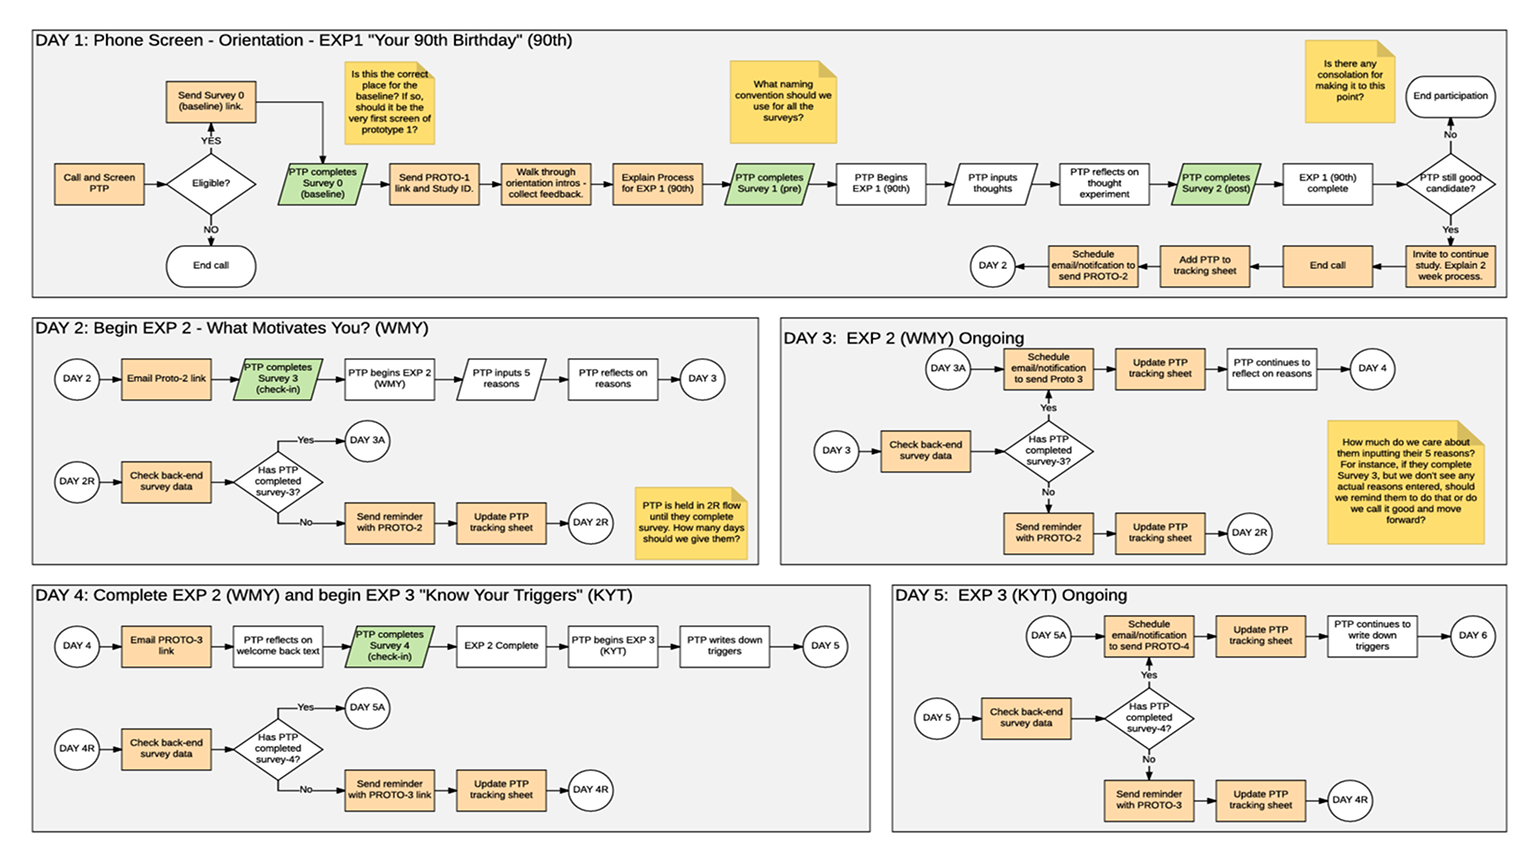 DAY 1: Phone Screen - Orientation - EXP1 "Your 90th Birthday" (90th)
Send Survey 0
(baseline) link.
Is this the correct
place for the
baseline? If so,
should it be the
very first screen of
prototype 1?
What naming
convention should we
use for all the
surveys?
Is there any
consolation for
making it to this
point?
End participation
YES
No
Call and Screen
PTP
Eligible?
PTP completes
Survey 0
(baseline)
Send PROTO-1
link and Study ID.
Walk through
orientation intros -
collect feedback.
Explain Process
for EXP 1 (90th)
PTP completes
Survey 1 (pre)
PTP Begins
EXP 1 (90th)
PTP inputs
thoughts
PTP reflects on
thought
experiment
PTP completes
Survey 2 (post)
EXP 1 (90th)
complete
PTP still good
candidate?
NO
Yes
End call
DAY 2
Schedule
email/notifcation to
send PROTO-2
Add PTP to
tracking sheet
End call
Invite to continue
study. Explain 2
week process.
DAY 2: Begin EXP 2 - What Motivates You? (WMY)
DAY 2
Email Proto-2 link
PTP completes
Survey 3
(check-in)
PTP begins EXP 2
(WMY)
PTP inputs 5
reasons
PTP reflects on
reasons
DAY 3
Yes
DAY 3A
DAY 2R
Check back-end
survey data
Has PTP
completed
survey-3?
No
Send reminder
with PROTO-2
Update PTP
tracking sheet
DAY 2R
PTP is held in 2R flow
until they complete
survey. How many days
should we give them?
DAY 3: EXP 2 (WMY) Ongoing
DAY 3A
Schedule
email/notification
to send Proto 3
Update PTP
tracking sheet
PTP continues to
reflect on reasons
DAY 4
Yes
DAY 3
Check back-end
survey data
Has PTP
completed
survey-3?
No
Send reminder
with PROTO-2
Update PTP
tracking sheet
DAY 2R
How much do we care about
them inputting their 5 reasons?
For instance, if they complete
Survey 3, but we don't see any
actual reasons entered, should
we remind them to do that or do
we call it good and move
forward?
DAY 4: Complete EXP 2 (WMY) and begin EXP 3 "Know Your Triggers" (KYT)
DAY 4
Email PROTO-3
link
PTP reflects on
welcome back text
PTP completes
Survey 4
(check-in)
EXP 2 Complete
PTP begins EXP 3
(KYT)
PTP writes down
triggers
DAY 5
Yes
DAY 5A
DAY 4R
Check back-end
survey data
Has PTP
completed
survey-4?
No
Send reminder
with PROTO-3 link
Update PTP
tracking sheet
DAY 4R
DAY 5: EXP 3 (KYT) Ongoing
DAY 5A
Schedule
email/notification
to send PROTO-4
Update PTP
tracking sheet
PTP continues to
write down
triggers
DAY 6
Yes
DAY 5
Check back-end
survey data
Has PTP
completed
survey-4?
No
Send reminder
with PROTO-3
Update PTP
tracking sheet
DAY 4R